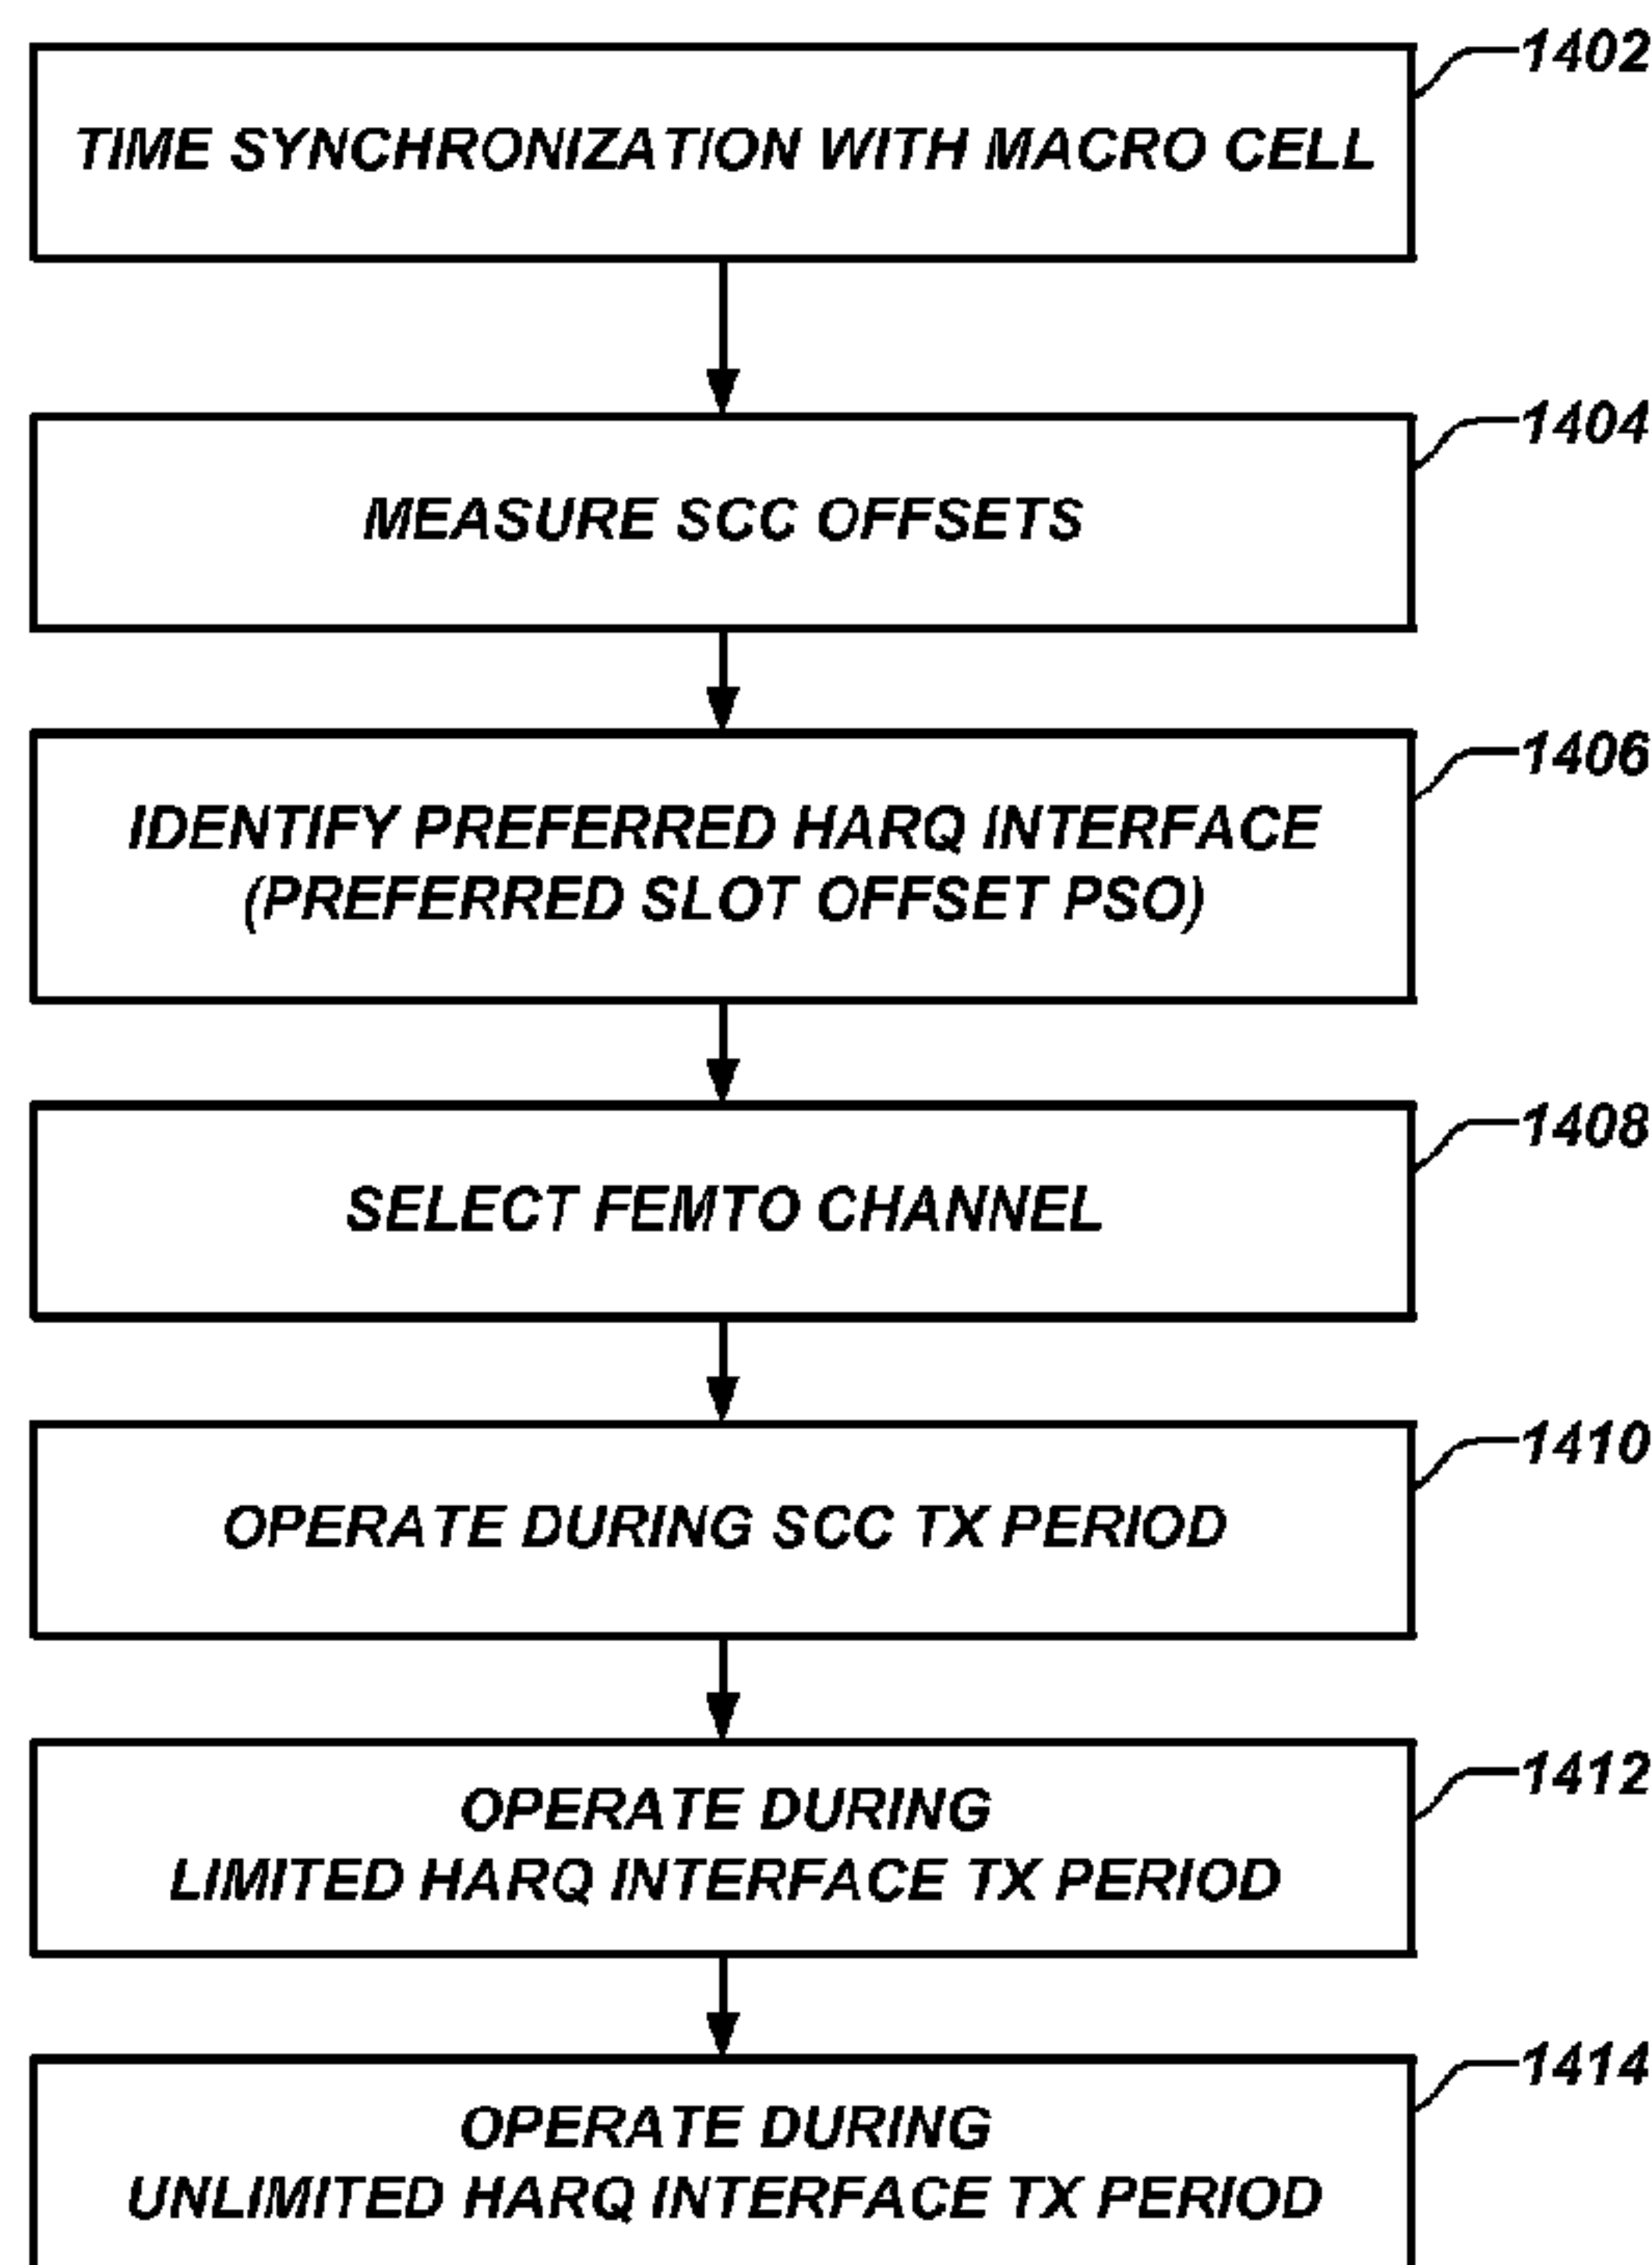 1402
TIME SYNCHRONIZATION WITH MACRO CELL
1404
MEASURE SCC OFFSETS
1406
IDENTIFY PREFERRED HARQ INTERFACE
(PREFERRED SLOT OFFSET PSO)
1408
SELECT FEMTO CHANNEL
1410
OPERATE DURING SCC TX PERIOD
1412
OPERATE DURING
LIMITED HARQ INTERFACE TX PERIOD
1414
OPERATE DURING
UNLIMITED HARQ INTERFACE TX PERIOD